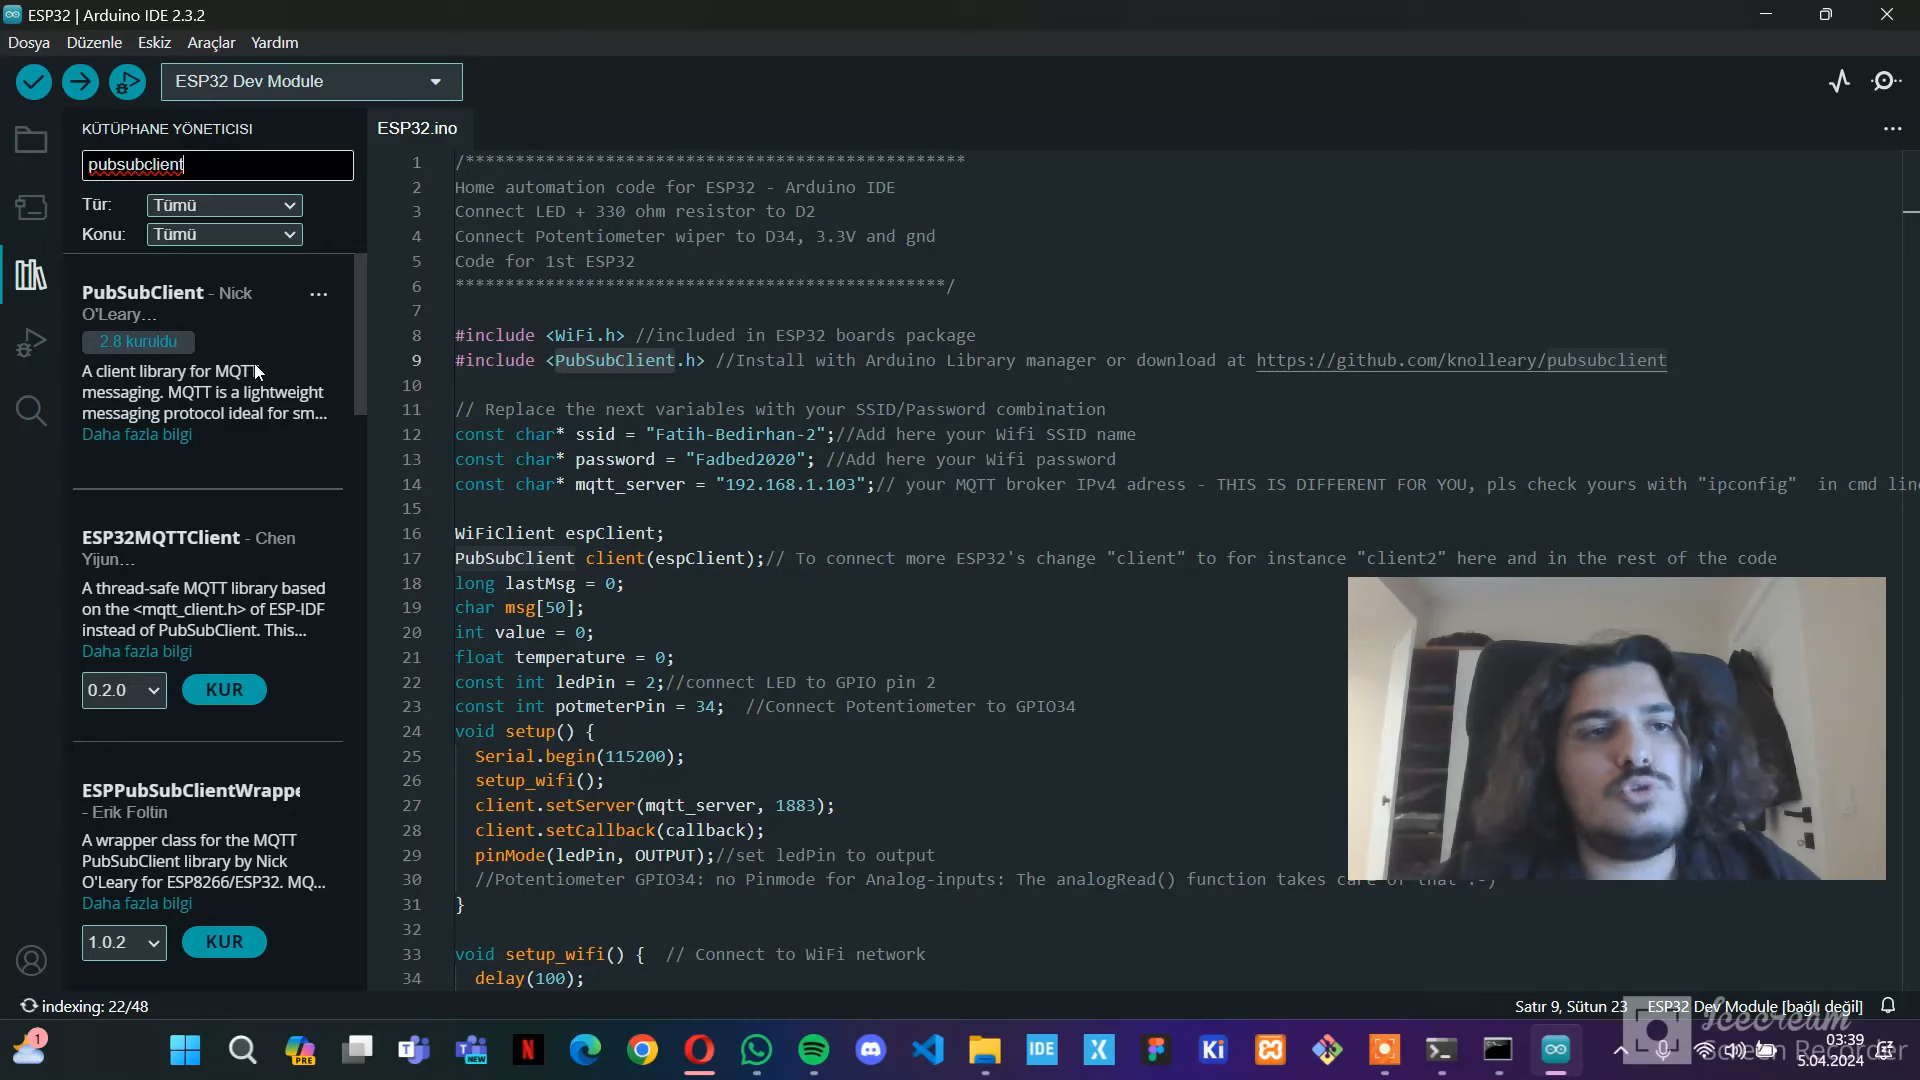 ESP32 | Arduino IDE 2.3.2
Dosya Düzenle Eskiz Araçlar Yardım
ESP32 Dev Module
KÜTÜPHANE YÖNETICISI
pubsubclient
Tür: Tümü
Konu: Tümü
PubSubClient - Nick
O'Leary…
2.8 kuruldu
A client library for MQTT
messaging. MQTT is a lightweight
messaging protocol ideal for sm...
Daha fazla bilgi
ESP32MQTTClient - Chen
Yijun…
A thread-safe MQTT library based
on the <mqtt_client.h> of ESP-IDF
instead of PubSubClient. This...
Daha fazla bilgi
0.2.0 KUR
ESPPubSubClientWrappe
- Erik Foltin
A wrapper class for the MQTT
PubSubClient library by Nick
O'Leary for ESP8266/ESP32. MQ...
Daha fazla bilgi
1.0.2 KUR
ESP32.ino
1 /**************************************************
2 Home automation code for ESP32 - Arduino IDE
3 Connect LED + 330 ohm resistor to D2
4 Connect Potentiometer wiper to D34, 3.3V and gnd
5 Code for 1st ESP32
6 *************************************************/
7
8 #include <WiFi.h> //included in ESP32 boards package
9 #include <PubSubClient.h> //Install with Arduino Library manager or download at https://github.com/knolleary/pubsubclient
10
11 // Replace the next variables with your SSID/Password combination
12 const char* ssid = "Fatih-Bedirhan-2";//Add here your Wifi SSID name
13 const char* password = "Fadbed2020"; //Add here your Wifi password
14 const char* mqtt_server = "192.168.1.103";// your MQTT broker IPv4 adress - THIS IS DIFFERENT FOR YOU, pls check yours with "ipconfig"  in cmd line
15
16 WiFiClient espClient;
17 PubSubClient client(espClient);// To connect more ESP32's change "client" to for instance "client2" here and in the rest of the code
18 long lastMsg = 0;
19 char msg[50];
20 int value = 0;
21 float temperature = 0;
22 const int ledPin = 2;//connect LED to GPIO pin 2
23 const int potmeterPin = 34;  //Connect Potentiometer to GPIO34
24 void setup() {
25 Serial.begin(115200);
26 setup_wifi();
27 client.setServer(mqtt_server, 1883);
28 client.setCallback(callback);
29 pinMode(ledPin, OUTPUT);//set ledPin to output
30 //Potentiometer GPIO34: no Pinmode for Analog-inputs: The analogRead() function takes care of that :-)
31 }
32
33 void setup_wifi() {  // Connect to WiFi network
34 delay(100);
indexing: 22/48
Satır 9, Sütun 23 ESP32 Dev Module [bağlı değil]
Icecream
Screen Recorder
1
PRE
NEW
N
IDE
X
Ki
03:39
5.04.2024